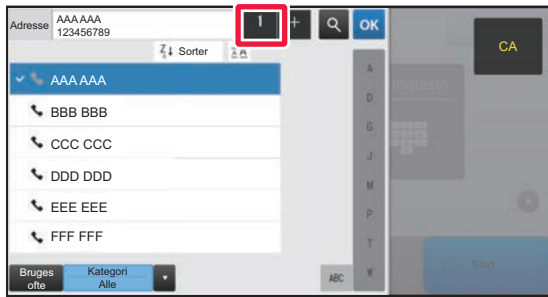 Adresse AAA AAA
123456789
1 + OK
CA
Z↓ Sorter
AAA AAA
BBB BBB
CCC CCC
DDD DDD
EEE EEE
FFF FFF
A
D
G
J
M
P
T
W
Indtastn.
Start
Bruges
ofte
Kategori
Alle
ABC